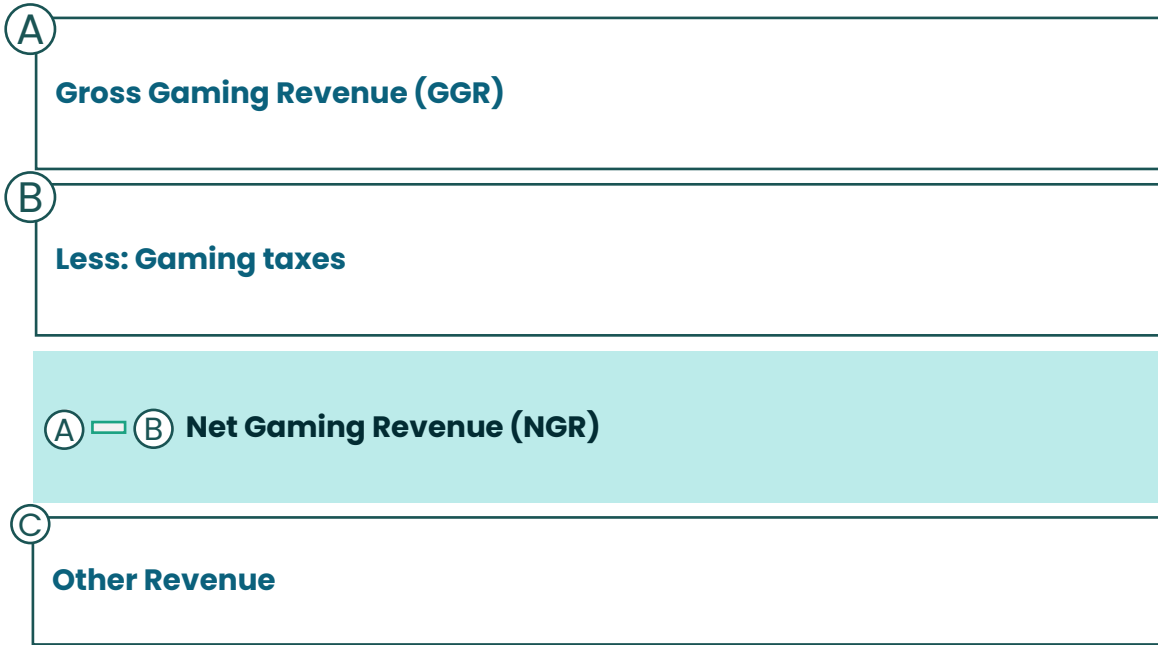 A
Gross Gaming Revenue (GGR)
B
Less: Gaming taxes
A B Net Gaming Revenue (NGR)
C
Other Revenue